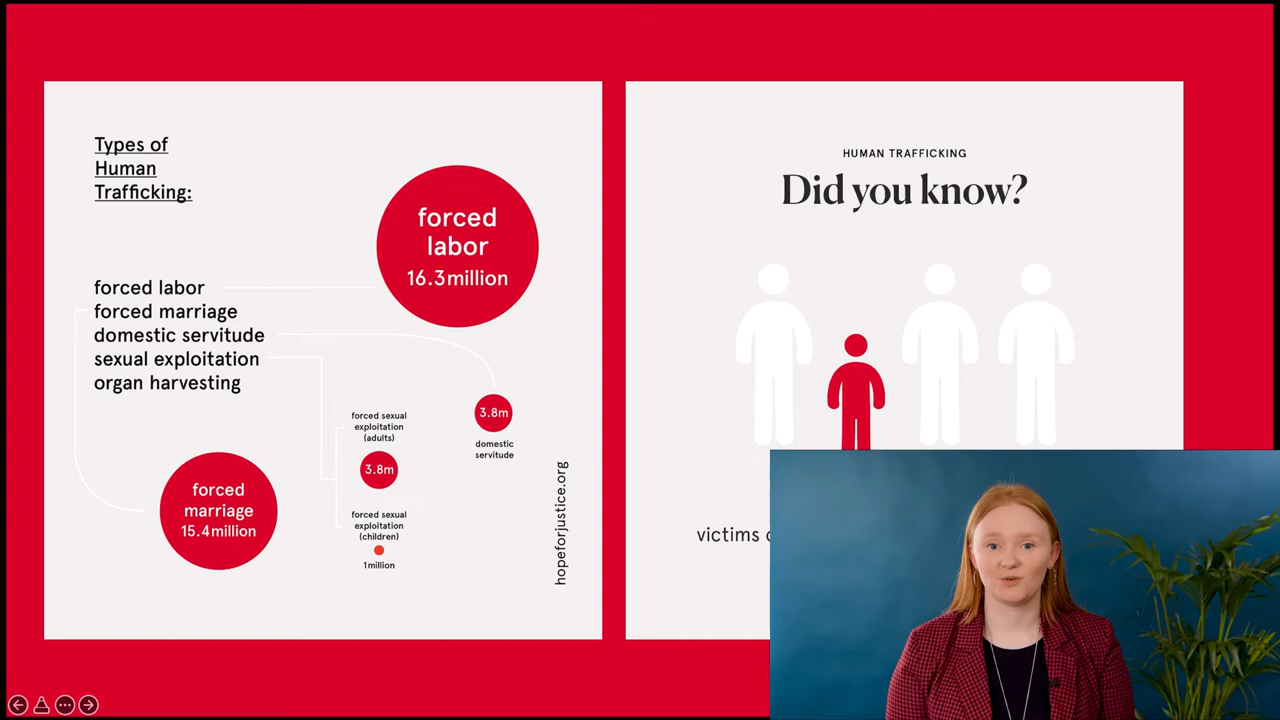 Types of
Human
Trafficking:
forced
labor
16.3million
forced labor
forced marriage
domestic servitude
sexual exploitation
organ harvesting
forced sexual
exploitation
(adults)
3.8m
3.8m
domestic
servitude
forced
marriage
15.4million
forced sexual
exploitation
(children)
1million
hopeforjustice.org
HUMAN TRAFFICKING
Did you know?
victims